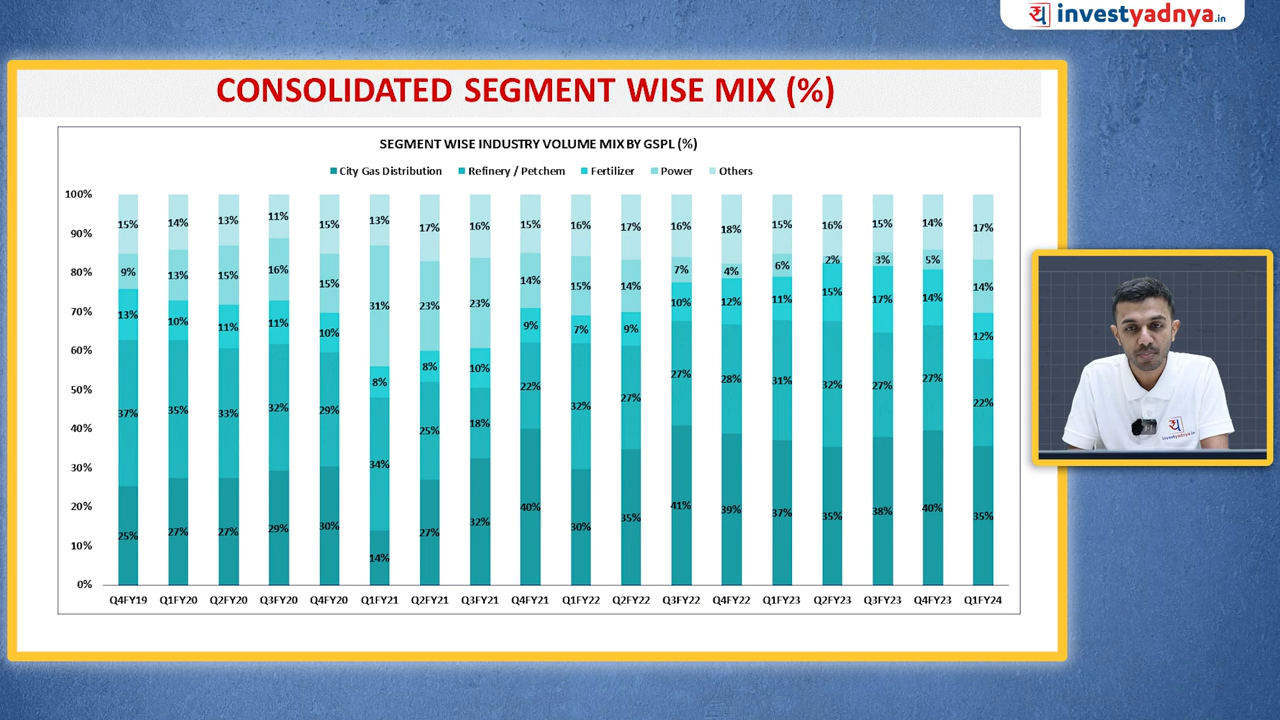 investyadnya.in
CONSOLIDATED SEGMENT WISE MIX (%)
SEGMENT WISE INDUSTRY VOLUME MIX BY GSPL (%)
City Gas Distribution Refinery / Petchem Fertilizer Power Others
100%
90%
80%
70%
60%
50%
40%
30%
20%
10%
0%
15% 14% 13% 11% 15% 13% 17% 16% 15% 16% 17% 16% 18% 15% 16% 15% 14% 17%
9% 13% 15% 16% 15% 31% 23% 23% 14% 15% 14% 7% 4% 6% 2% 3% 5% 14%
13% 10% 11% 11% 10% 8% 8% 10% 9% 7% 9% 10% 12% 11% 15% 17% 14% 12%
37% 35% 33% 32% 29% 34% 25% 18% 22% 32% 27% 27% 28% 31% 32% 27% 27% 22%
25% 27% 27% 29% 30% 14% 27% 32% 40% 30% 35% 41% 39% 37% 35% 38% 40% 35%
Q4FY19 Q1FY20 Q2FY20 Q3FY20 Q4FY20 Q1FY21 Q2FY21 Q3FY21 Q4FY21 Q1FY22 Q2FY22 Q3FY22 Q4FY22 Q1FY23 Q2FY23 Q3FY23 Q4FY23 Q1FY24
investyadnya.in